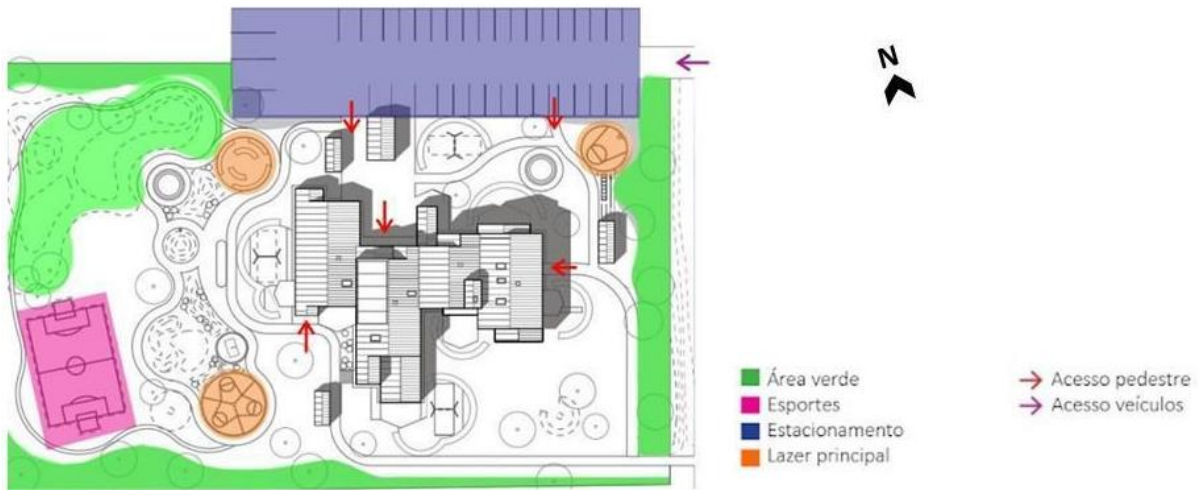 N
Área verde
Esportes
Estacionamento
Lazer principal
Acesso pedestre
Acesso veículos